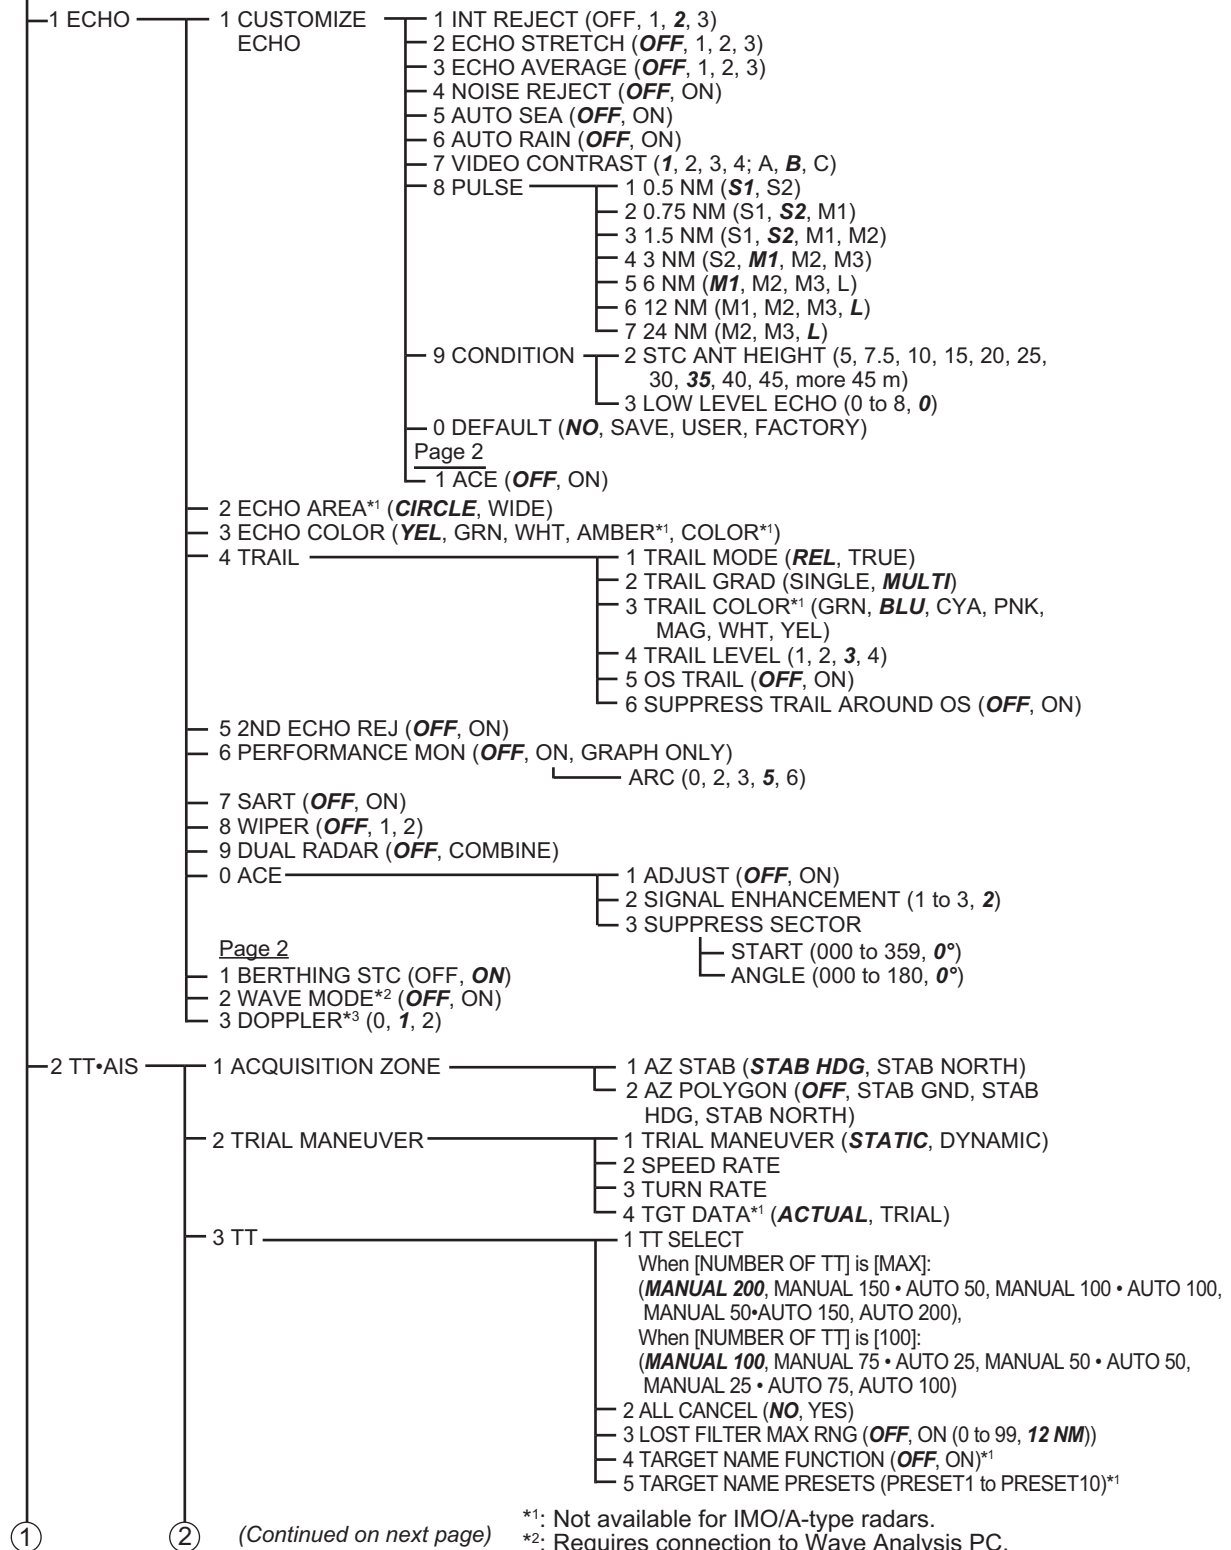 1 ECHO
1 CUSTOMIZE
ECHO
1 INT REJECT (OFF, 1, 2, 3)
2 ECHO STRETCH (OFF, 1, 2, 3)
3 ECHO AVERAGE (OFF, 1, 2, 3)
4 NOISE REJECT (OFF, ON)
5 AUTO SEA (OFF, ON)
6 AUTO RAIN (OFF, ON)
7 VIDEO CONTRAST (1, 2, 3, 4; A, B, C)
8 PULSE
1 0.5 NM (S1, S2)
2 0.75 NM (S1, S2, M1)
3 1.5 NM (S1, S2, M1, M2)
4 3 NM (S2, M1, M2, M3)
5 6 NM (M1, M2, M3, L)
6 12 NM (M1, M2, M3, L)
7 24 NM (M2, M3, L)
9 CONDITION
2 STC ANT HEIGHT (5, 7.5, 10, 15, 20, 25,
30, 35, 40, 45, more 45 m)
3 LOW LEVEL ECHO (0 to 8, 0)
0 DEFAULT (NO, SAVE, USER, FACTORY)
Page 2
1 ACE (OFF, ON)
2 ECHO AREA*1 (CIRCLE, WIDE)
3 ECHO COLOR (YEL, GRN, WHT, AMBER*1, COLOR*1)
4 TRAIL
1 TRAIL MODE (REL, TRUE)
2 TRAIL GRAD (SINGLE, MULTI)
3 TRAIL COLOR*1 (GRN, BLU, CYA, PNK,
MAG, WHT, YEL)
4 TRAIL LEVEL (1, 2, 3, 4)
5 OS TRAIL (OFF, ON)
6 SUPPRESS TRAIL AROUND OS (OFF, ON)
5 2ND ECHO REJ (OFF, ON)
6 PERFORMANCE MON (OFF, ON, GRAPH ONLY)
ARC (0, 2, 3, 5, 6)
7 SART (OFF, ON)
8 WIPER (OFF, 1, 2)
9 DUAL RADAR (OFF, COMBINE)
0 ACE
1 ADJUST (OFF, ON)
2 SIGNAL ENHANCEMENT (1 to 3, 2)
3 SUPPRESS SECTOR
START (000 to 359, 0°)
ANGLE (000 to 180, 0°)
Page 2
1 BERTHING STC (OFF, ON)
2 WAVE MODE*2 (OFF, ON)
3 DOPPLER*3 (0, 1, 2)
2 TT•AIS
1 ACQUISITION ZONE
1 AZ STAB (STAB HDG, STAB NORTH)
2 AZ POLYGON (OFF, STAB GND, STAB
HDG, STAB NORTH)
2 TRIAL MANEUVER
1 TRIAL MANEUVER (STATIC, DYNAMIC)
2 SPEED RATE
3 TURN RATE
4 TGT DATA*1 (ACTUAL, TRIAL)
3 TT
1 TT SELECT
When [NUMBER OF TT] is [MAX]:
(MANUAL 200, MANUAL 150 • AUTO 50, MANUAL 100 • AUTO 100,
MANUAL 50•AUTO 150, AUTO 200),
When [NUMBER OF TT] is [100]:
(MANUAL 100, MANUAL 75 • AUTO 25, MANUAL 50 • AUTO 50,
MANUAL 25 • AUTO 75, AUTO 100)
2 ALL CANCEL (NO, YES)
3 LOST FILTER MAX RNG (OFF, ON (0 to 99, 12 NM))
4 TARGET NAME FUNCTION (OFF, ON)*1
5 TARGET NAME PRESETS (PRESET1 to PRESET10)*1
1
2
(Continued on next page)
*1: Not available for IMO/A-type radars.
*2: Requires connection to Wave Analysis PC.